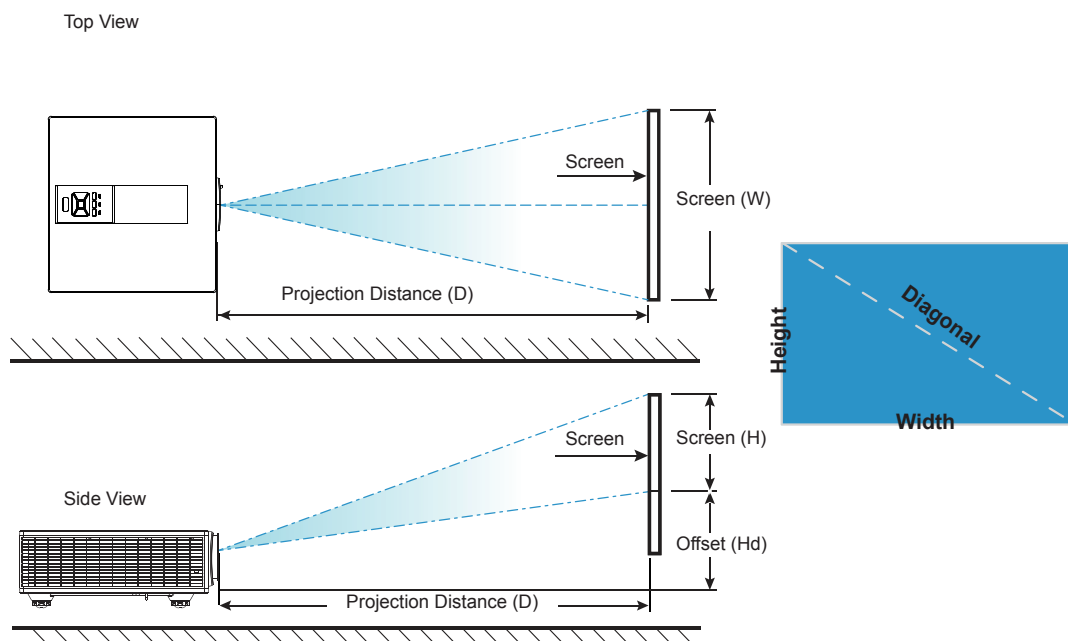 Top View
Screen
Screen (W)
Projection Distance (D)
Height
Diagonal
Width
Screen
Screen (H)
Side View
Offset (Hd)
Projection Distance (D)